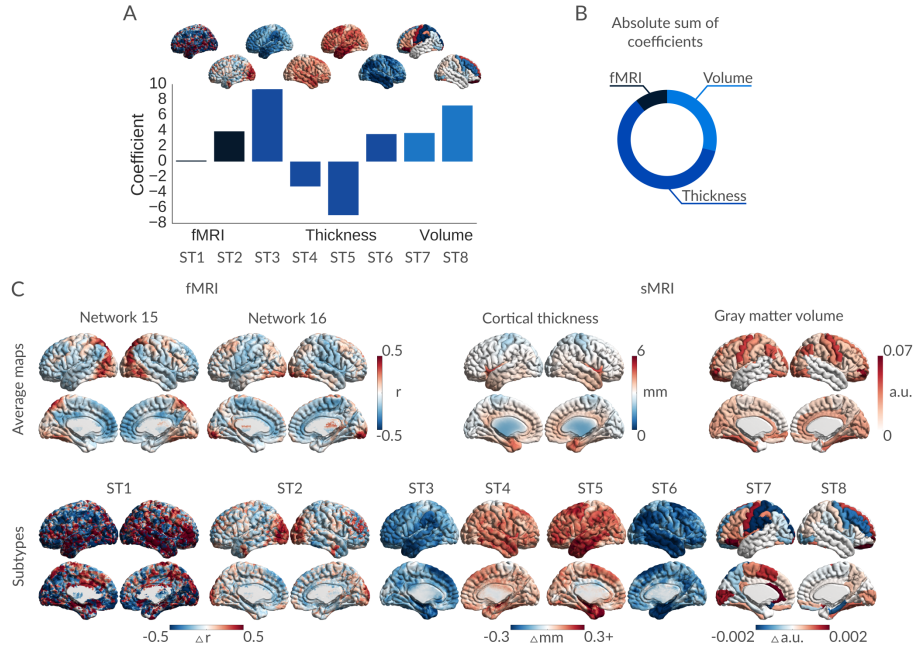 A
10
8
6
4
2
0
−2
−4
−6
−8
Coefficient
fMRI Thickness Volume
ST1 ST2 ST3 ST4 ST5 ST6 ST7 ST8
B
Absolute sum of
coefficients
fMRI
Volume
Thickness
C
fMRI sMRI
Network 15 Network 16 Cortical thickness Gray matter volume
Average maps
0.5
r
-0.5
6
mm
0
0.07
a.u.
0
ST1 ST2 ST3 ST4 ST5 ST6 ST7 ST8
Subtypes
-0.5 △r 0.5
-0.3 △mm 0.3+
-0.002 △a.u. 0.002